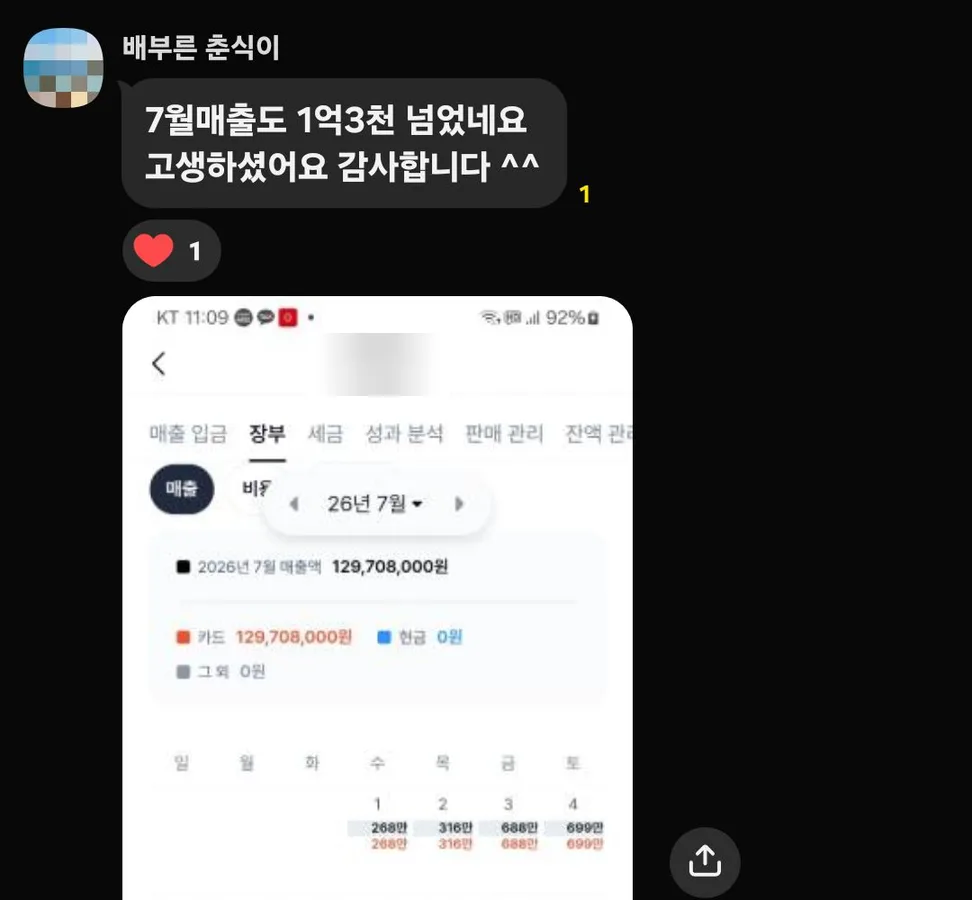 배부른 춘식이
7월매출도 1억3천 넘었네요
고생하셨어요 감사합니다 ^^
1
1
KT 11:09 92%
매출 입금 장부 세금 성과 분석 판매 관리 잔액 관리
매출 비용
26년 7월
2026년 7월 매출액 129,708,000원
카드 129,708,000원 현금 0원
그 외 0원
일 월 화 수 목 금 토
1 2 3 4
268만 316만 688만 699만
268만 316만 688만 699만